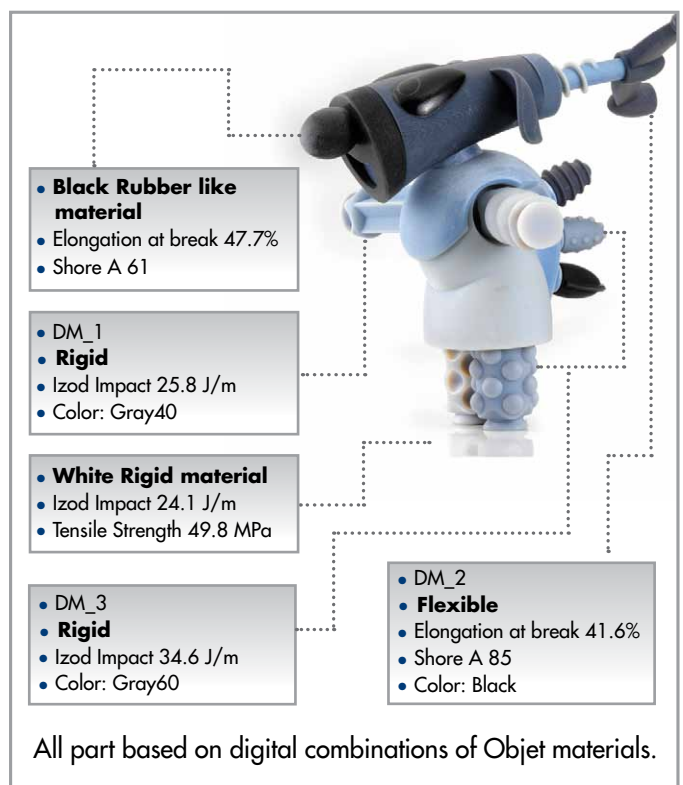 • Black Rubber like
material
• Elongation at break 47.7%
• Shore A 61
• DM_1
• Rigid
• Izod Impact 25.8 J/m
• Color: Gray40
• White Rigid material
• Izod Impact 24.1 J/m
• Tensile Strength 49.8 MPa
• DM_3
• Rigid
• Izod Impact 34.6 J/m
• Color: Gray60
• DM_2
• Flexible
• Elongation at break 41.6%
• Shore A 85
• Color: Black
All part based on digital combinations of Objet materials.